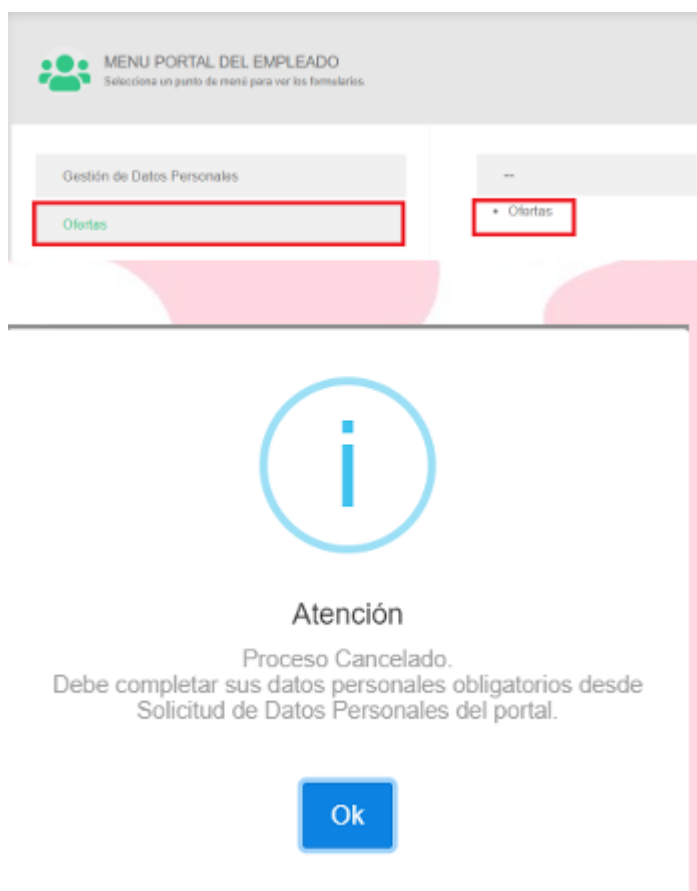 MENU PORTAL DEL EMPLEADO
Selecciona un punto de menú para ver los formularios.
Gestión de Datos Personales
--
Ofertas
• Ofertas
i
Atención
Proceso Cancelado.
Debe completar sus datos personales obligatorios desde
Solicitud de Datos Personales del portal.
Ok